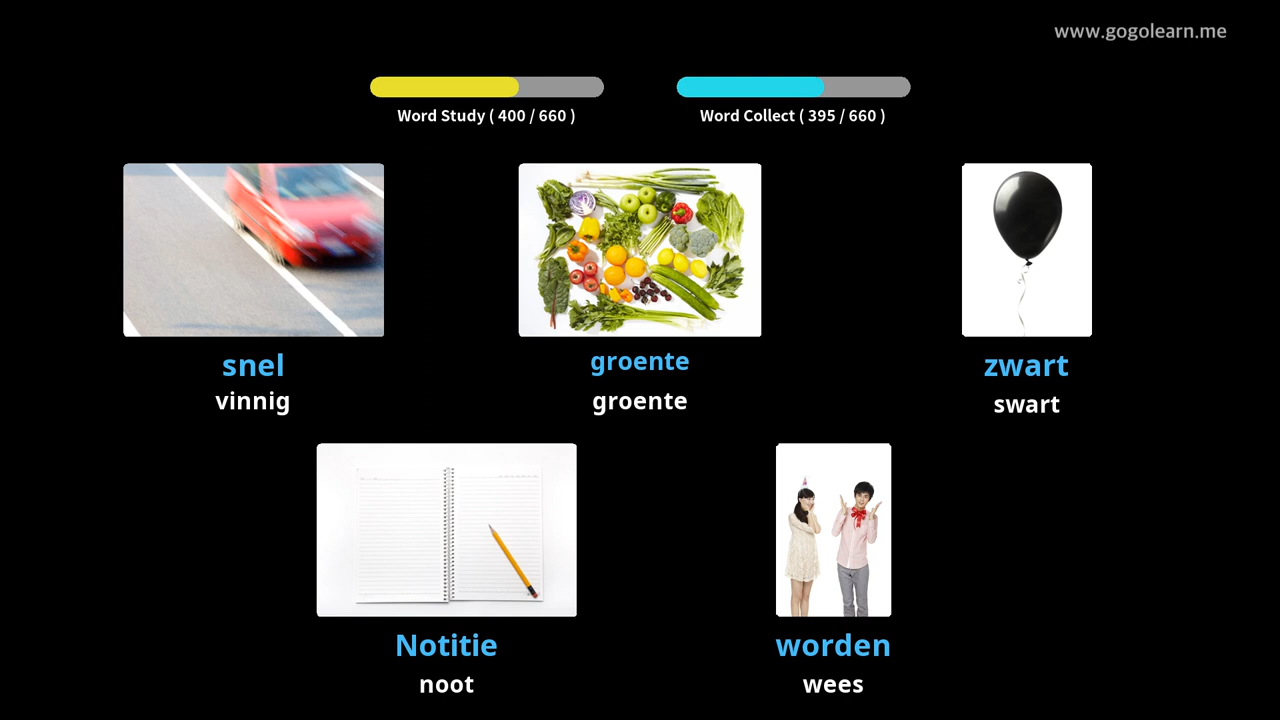 www.gogolearn.me
Word Study ( 400 / 660 )
Word Collect ( 395 / 660 )
snel
vinnig
groente
groente
zwart
swart
Notitie
noot
worden
wees